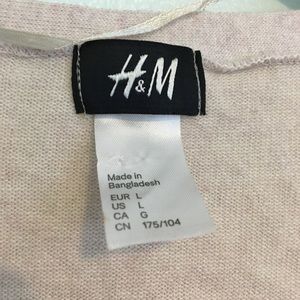 H&M
Made in
Bangladesh
EUR L
US L
CA G
CN 175/104